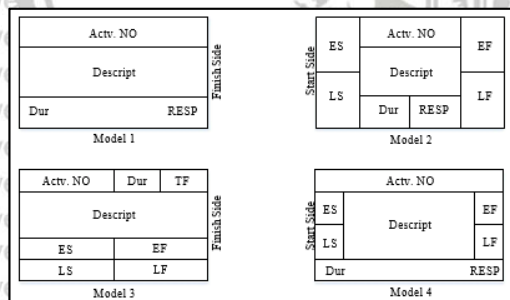 Actv. NO
Descript
Dur RESP
Finish Side
Model 1
Start Side
ES Actv. NO EF
Descript
LS Dur RESP LF
Model 2
Actv. NO Dur TF
Descript
ES EF
LS LF
Finish Side
Model 3
Start Side
Actv. NO
ES Descript EF
LS LF
Dur RESP
Model 4